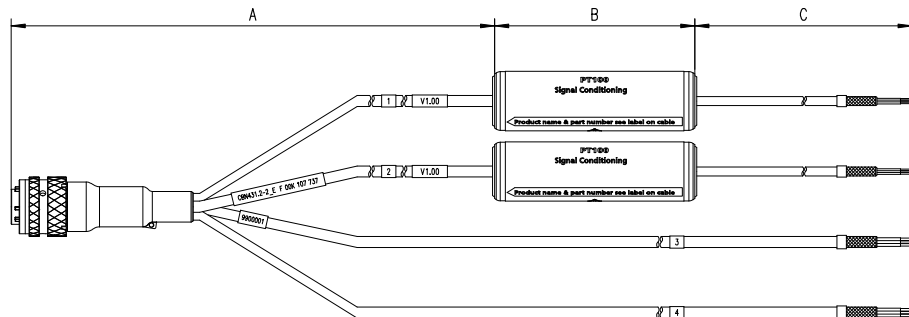 A B C
PT100
Signal Conditioning
1 V1.00
Product name & part number see label on cable
PT100
Signal Conditioning
2 V1.00
CBN431.2-2_E F 00K 107 737
Product name & part number see label on cable
9900001
3
4